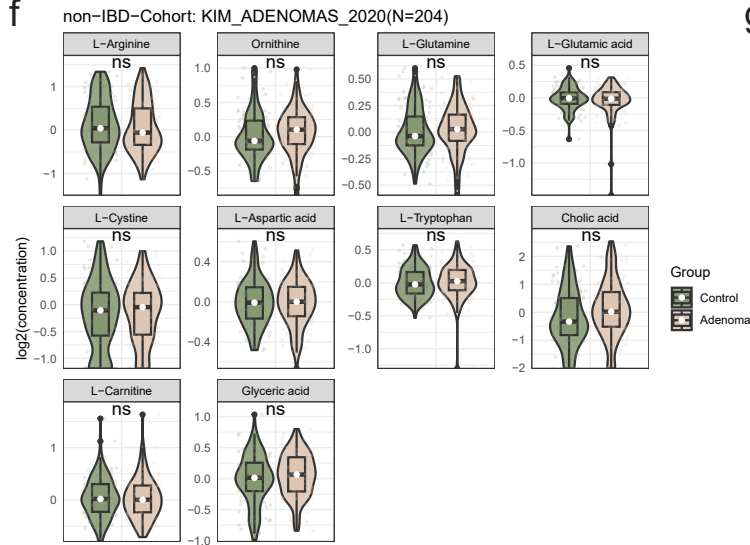 f
non−IBD−Cohort: KIM_ADENOMAS_2020(N=204)
g
L−Arginine
Ornithine
L−Glutamine
L−Glutamic acid
ns
ns
ns
ns
1
0
−1
1.0
0.5
0.0
−0.5
0.50
0.25
0.00
−0.25
−0.50
0.5
0.0
−0.5
−1.0
L−Cystine
L−Aspartic acid
L−Tryptophan
Cholic acid
ns
ns
ns
ns
1.0
0.5
0.0
−0.5
−1.0
0.4
0.0
−0.4
0.5
0.0
−0.5
−1.0
2
1
0
−1
−2
log2(concentration)
Group
Control
Adenoma
L−Carnitine
Glyceric acid
ns
ns
1
0
1.0
0.5
0.0
−0.5
−1.0